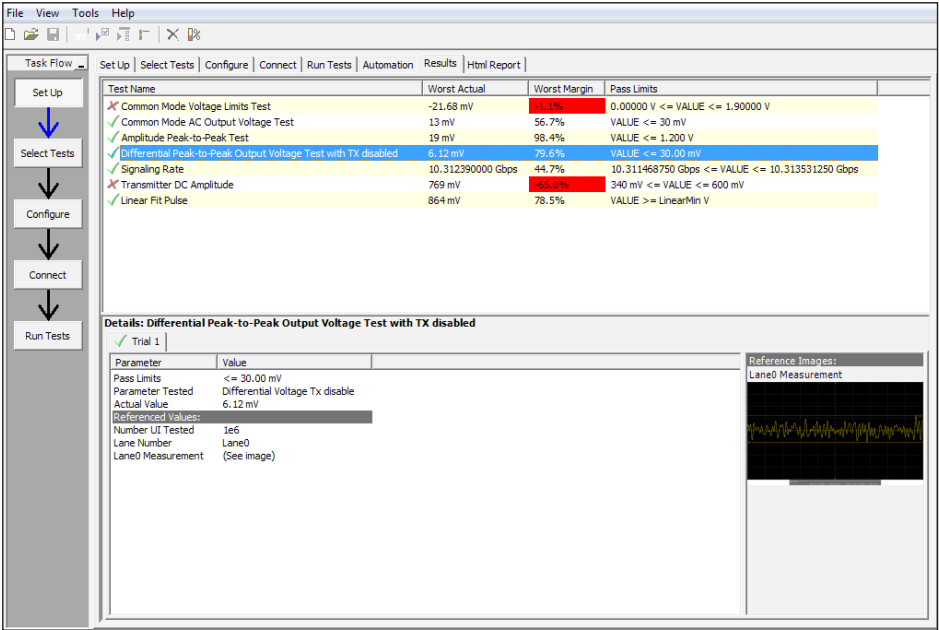 File View Tools Help
Task Flow
Set Up
Select Tests
Configure
Connect
Run Tests
Set Up Select Tests Configure Connect Run Tests Automation Results Html Report
Test Name Worst Actual Worst Margin Pass Limits
Common Mode Voltage Limits Test -21.68 mV -1.1% 0.00000 V <= VALUE <= 1.90000 V
Common Mode AC Output Voltage Test 13 mV 56.7% VALUE <= 30 mV
Amplitude Peak-to-Peak Test 19 mV 98.4% VALUE <= 1.200 V
Differential Peak-to-Peak Output Voltage Test with TX disabled 6.12 mV 79.6% VALUE <= 30.00 mV
Signaling Rate 10.312390000 Gbps 44.7% 10.311468750 Gbps <= VALUE <= 10.313531250 Gbps
Transmitter DC Amplitude 769 mV -65.0% 340 mV <= VALUE <= 600 mV
Linear Fit Pulse 864 mV 78.5% VALUE >= LinearMin V
Details: Differential Peak-to-Peak Output Voltage Test with TX disabled
Trial 1
Parameter Value
Pass Limits <= 30.00 mV
Parameter Tested Differential Voltage Tx disable
Actual Value 6.12 mV
Referenced Values:
Number UI Tested 1e6
Lane Number Lane0
Lane0 Measurement (See image)
Reference Images:
Lane0 Measurement